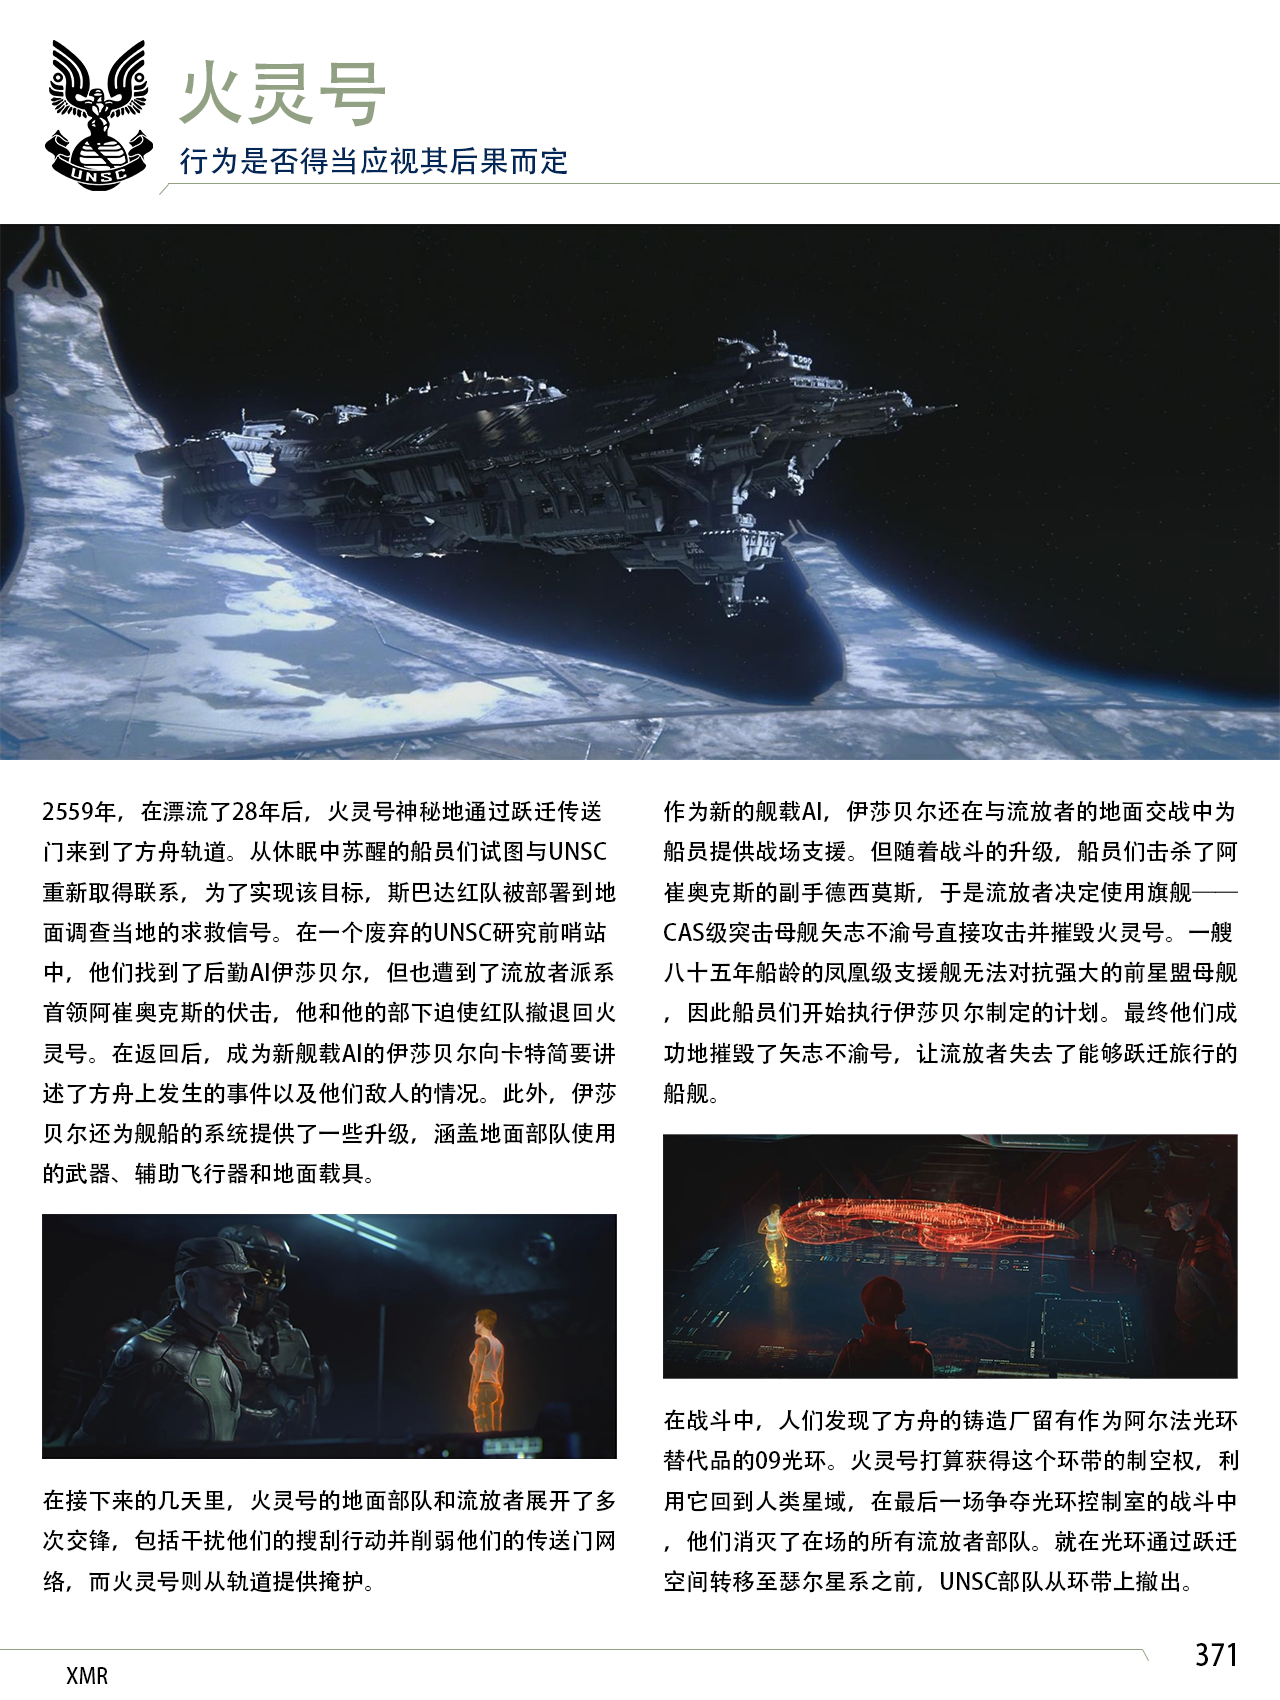 UNSC
火灵号
行为是否得当应视其后果而定
2559年，在漂流了28年后，火灵号神秘地通过跃迁传送
门来到了方舟轨道。从休眠中苏醒的船员们试图与UNSC
重新取得联系，为了实现该目标，斯巴达红队被部署到地
面调查当地的求救信号。在一个废弃的UNSC研究前哨站
中，他们找到了后勤AI伊莎贝尔，但也遭到了流放者派系
首领阿崔奥克斯的伏击，他和他的部下迫使红队撤退回火
灵号。在返回后，成为新舰载AI的伊莎贝尔向卡特简要讲
述了方舟上发生的事件以及他们敌人的情况。此外，伊莎
贝尔还为舰船的系统提供了一些升级，涵盖地面部队使用
的武器、辅助飞行器和地面载具。
在接下来的几天里，火灵号的地面部队和流放者展开了多
次交锋，包括干扰他们的搜刮行动并削弱他们的传送门网
络，而火灵号则从轨道提供掩护。
作为新的舰载AI，伊莎贝尔还在与流放者的地面交战中为
船员提供战场支援。但随着战斗的升级，船员们击杀了阿
崔奥克斯的副手德西莫斯，于是流放者决定使用旗舰——
CAS级突击母舰矢志不渝号直接攻击并摧毁火灵号。一艘
八十五年船龄的凤凰级支援舰无法对抗强大的前星盟母舰
，因此船员们开始执行伊莎贝尔制定的计划。最终他们成
功地摧毁了矢志不渝号，让流放者失去了能够跃迁旅行的
船舰。
在战斗中，人们发现了方舟的铸造厂留有作为阿尔法光环
替代品的09光环。火灵号打算获得这个环带的制空权，利
用它回到人类星域，在最后一场争夺光环控制室的战斗中
，他们消灭了在场的所有流放者部队。就在光环通过跃迁
空间转移至瑟尔星系之前，UNSC部队从环带上撤出。
XMR
371